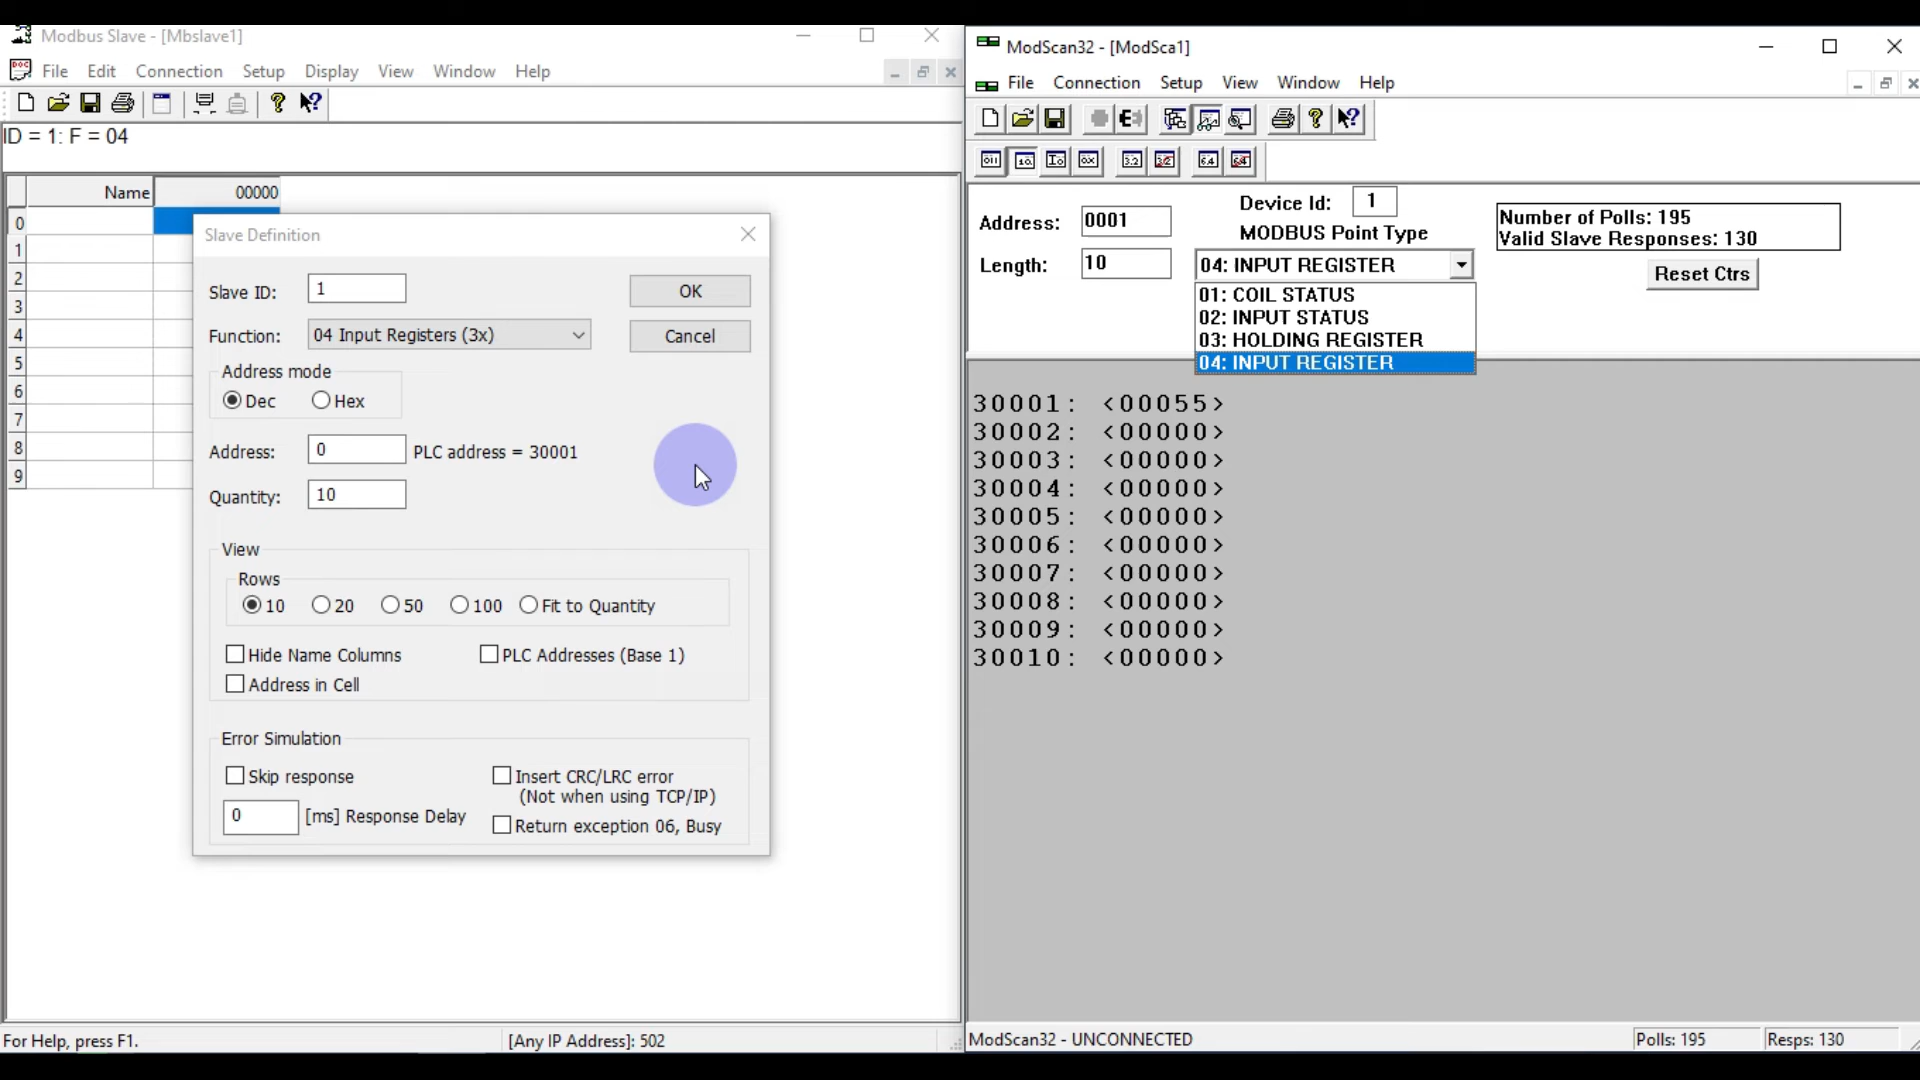 Modbus Slave - [Mbslave1]
File Edit Connection Setup Display View Window Help
ID = 1: F = 04
Name 00000
0
1
2
3
4
5
6
7
8
9
Slave Definition
Slave ID: 1 OK
Function: 04 Input Registers (3x) Cancel
Address mode
Dec Hex
Address: 0 PLC address = 30001
Quantity: 10
View
Rows
10 20 50 100 Fit to Quantity
Hide Name Columns PLC Addresses (Base 1)
Address in Cell
Error Simulation
Skip response Insert CRC/LRC error
(Not when using TCP/IP)
0 [ms] Response Delay
Return exception 06, Busy
For Help, press F1. [Any IP Address]: 502
ModScan32 - [ModSca1]
File Connection Setup View Window Help
Address: 0001 Device Id: 1
MODBUS Point Type
Length: 10 04: INPUT REGISTER
01: COIL STATUS
02: INPUT STATUS
03: HOLDING REGISTER
04: INPUT REGISTER
Number of Polls: 195
Valid Slave Responses: 130
Reset Ctrs
30001: <00055>
30002: <00000>
30003: <00000>
30004: <00000>
30005: <00000>
30006: <00000>
30007: <00000>
30008: <00000>
30009: <00000>
30010: <00000>
ModScan32 - UNCONNECTED Polls: 195 Resps: 130